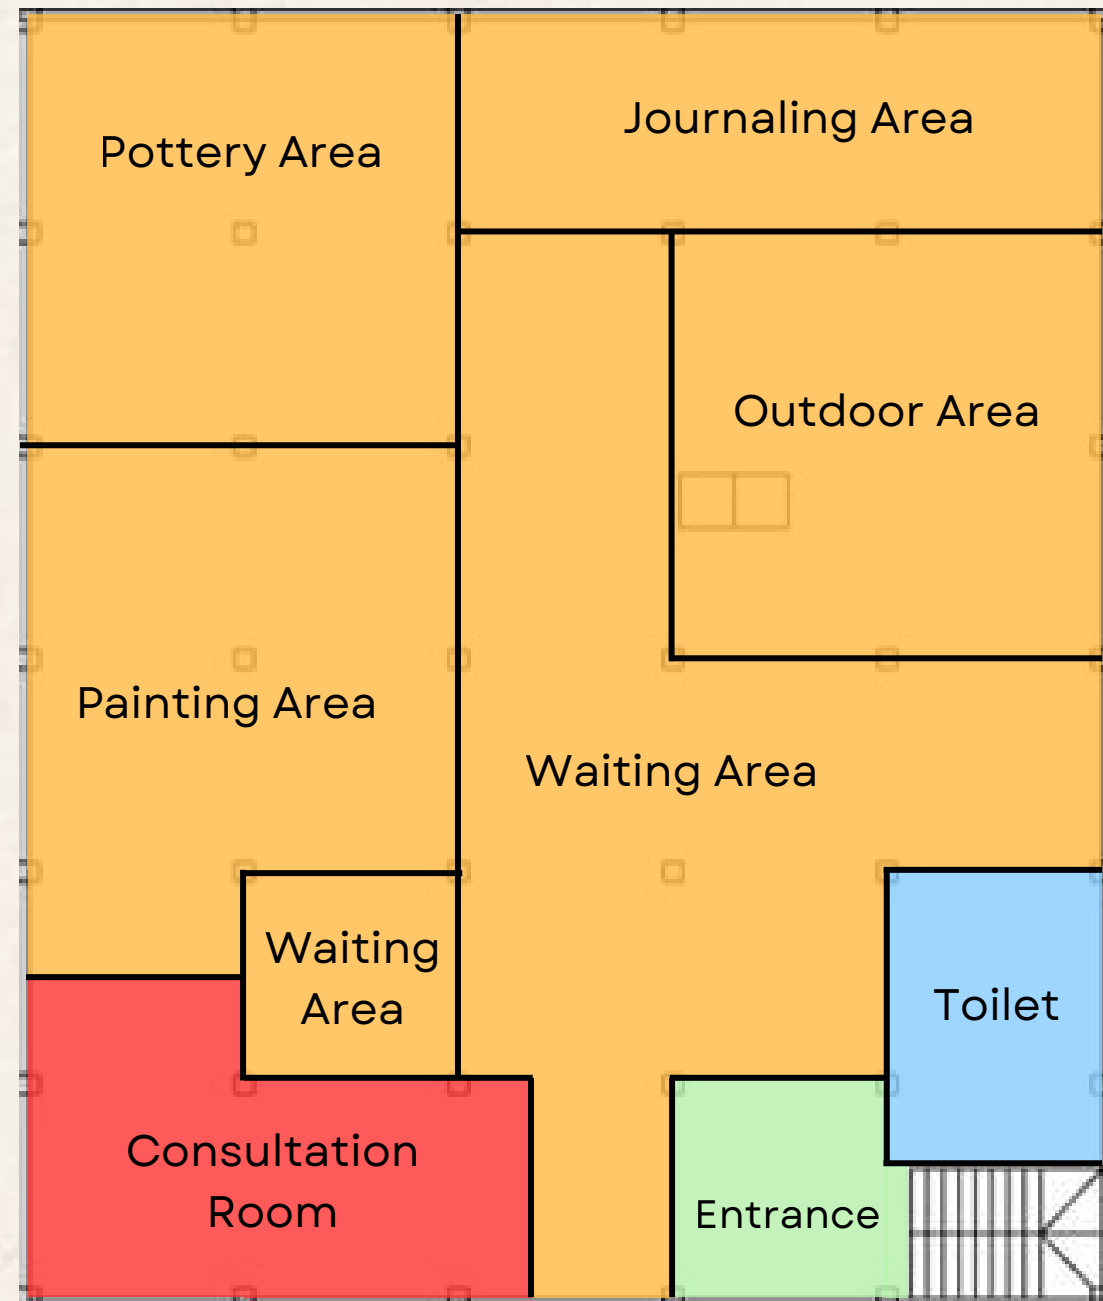 Journaling Area
Pottery Area
Outdoor Area
Painting Area
Waiting Area
Waiting
Area
Toilet
Consultation
Room
Entrance